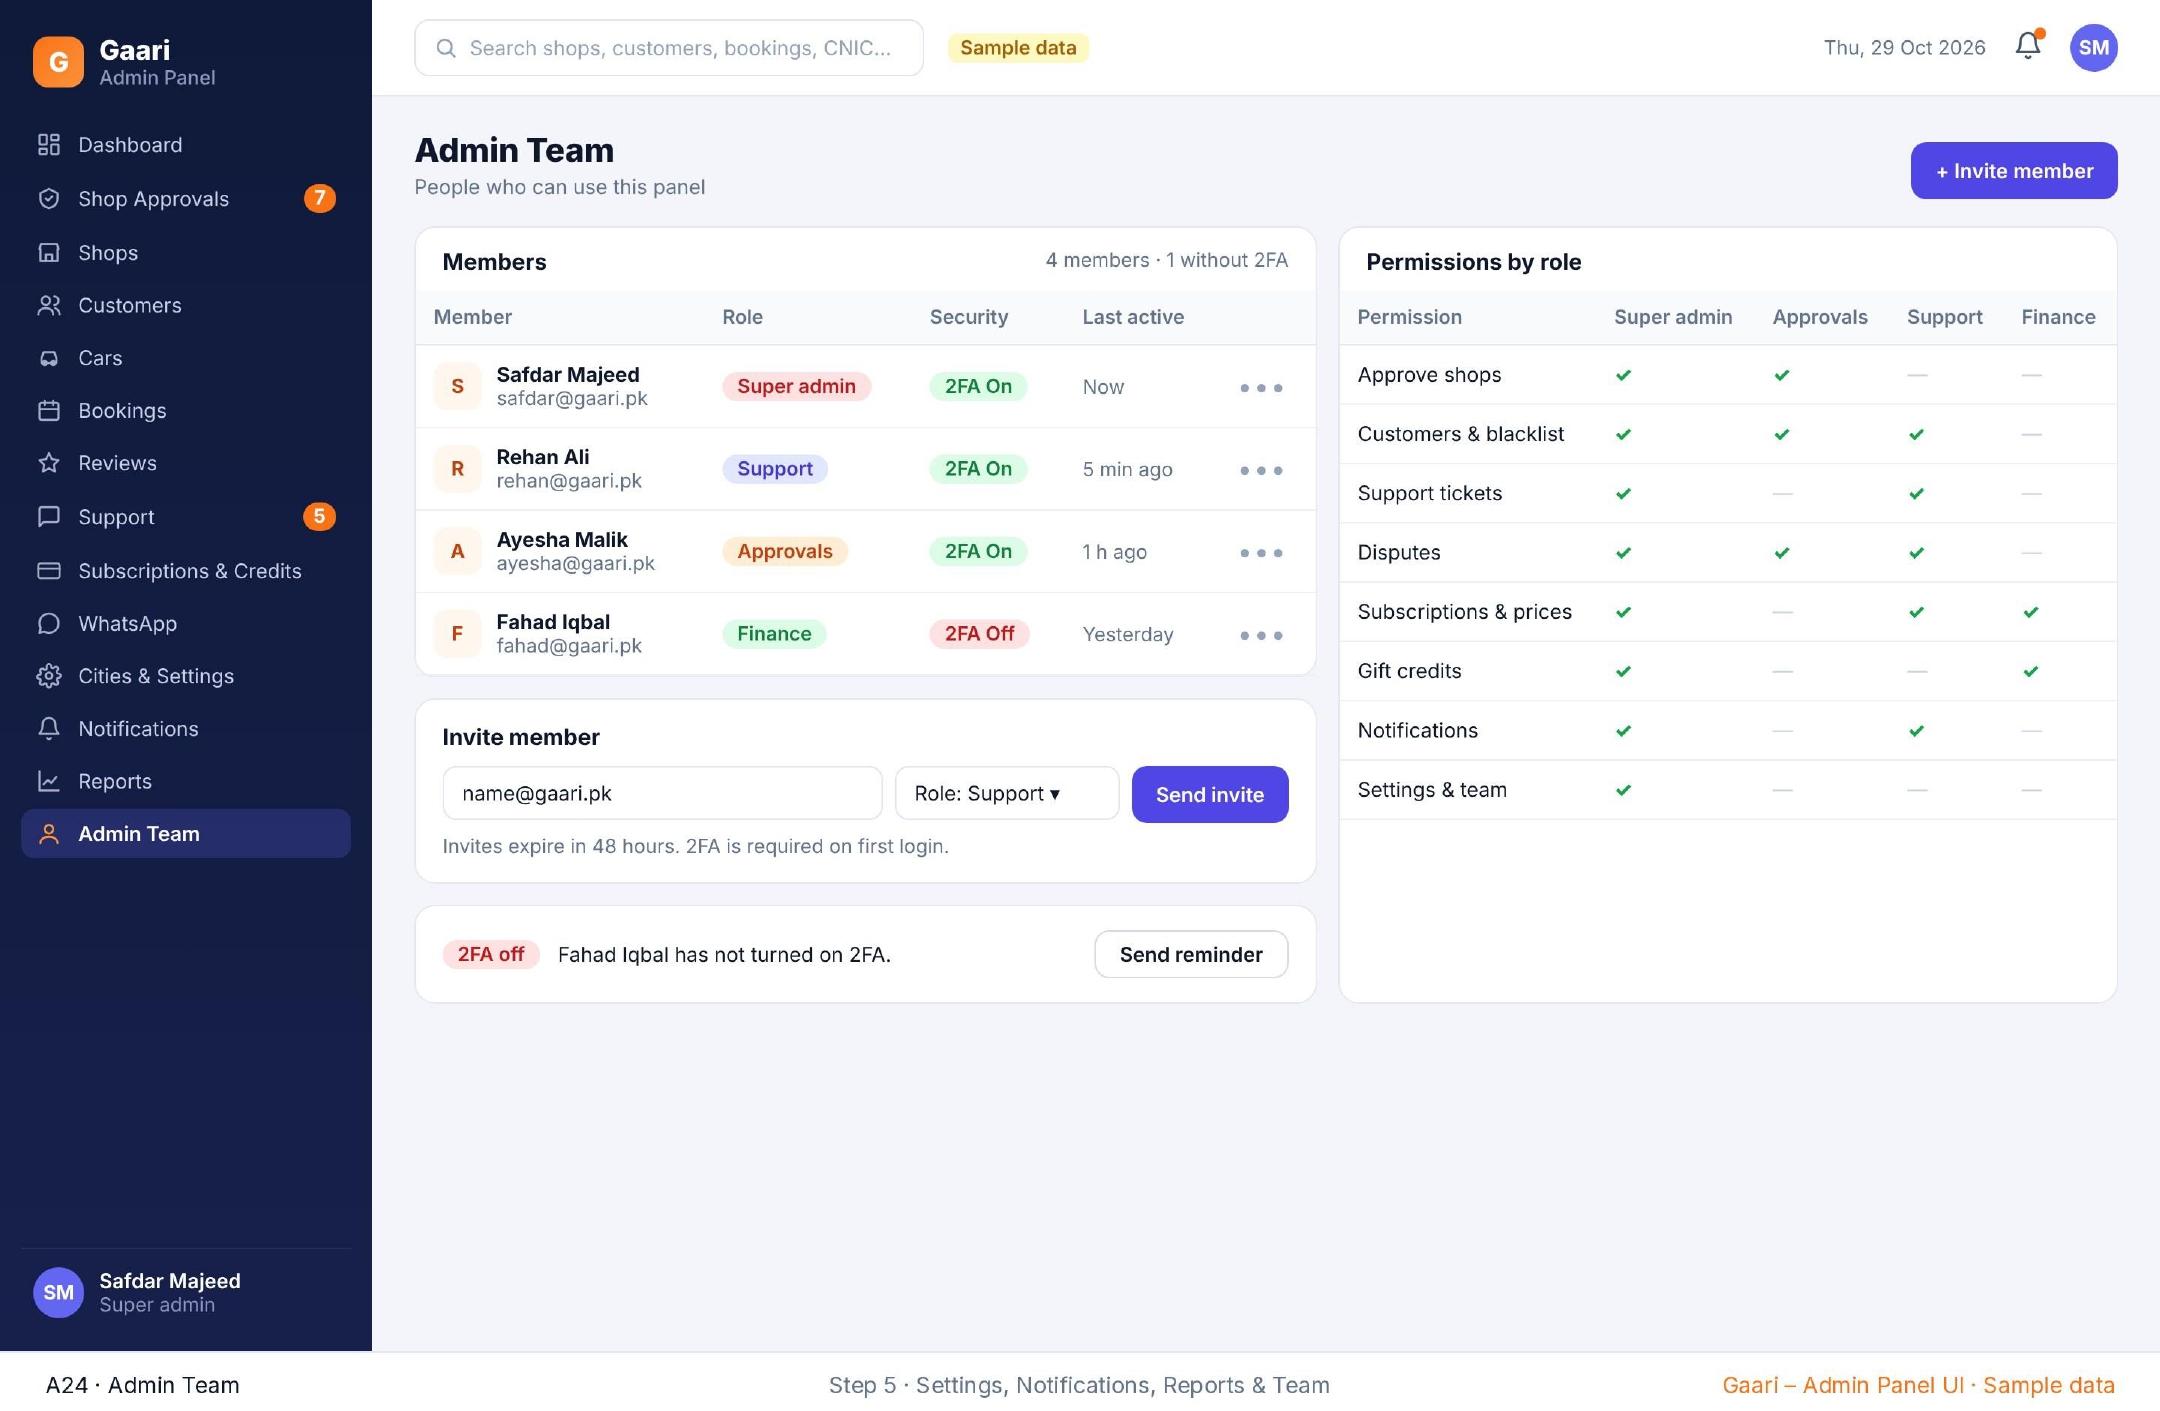 G Gaari
Admin Panel
Dashboard
Shop Approvals 7
Shops
Customers
Cars
Bookings
Reviews
Support 5
Subscriptions & Credits
WhatsApp
Cities & Settings
Notifications
Reports
Admin Team
SM Safdar Majeed
Super admin
Search shops, customers, bookings, CNIC...
Sample data
Thu, 29 Oct 2026
SM
Admin Team
People who can use this panel
+ Invite member
Members 4 members · 1 without 2FA
Member Role Security Last active
S Safdar Majeed Super admin 2FA On Now
safdar@gaari.pk
R Rehan Ali Support 2FA On 5 min ago
rehan@gaari.pk
A Ayesha Malik Approvals 2FA On 1 h ago
ayesha@gaari.pk
F Fahad Iqbal Finance 2FA Off Yesterday
fahad@gaari.pk
Invite member
name@gaari.pk Role: Support ▾ Send invite
Invites expire in 48 hours. 2FA is required on first login.
2FA off Fahad Iqbal has not turned on 2FA. Send reminder
Permissions by role
Permission Super admin Approvals Support Finance
Approve shops ✓ ✓ — —
Customers & blacklist ✓ ✓ ✓ —
Support tickets ✓ — ✓ —
Disputes ✓ ✓ ✓ —
Subscriptions & prices ✓ — ✓ ✓
Gift credits ✓ — — ✓
Notifications ✓ — ✓ —
Settings & team ✓ — — —
A24 · Admin Team
Step 5 · Settings, Notifications, Reports & Team
Gaari – Admin Panel UI · Sample data